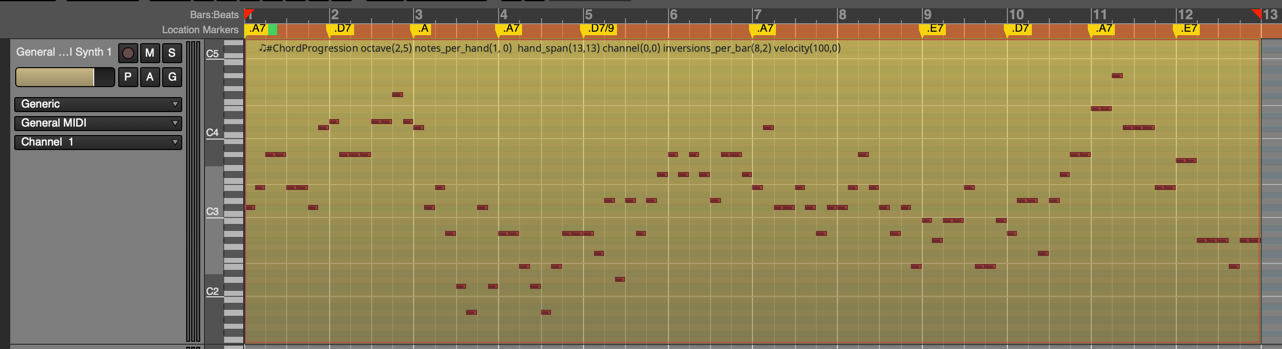 Bars:Beats 1 2 3 4 5 6 7 8 9 10 11 12 13
Location Markers .A7 .D7 .A .A7 .D7/9 .A7 .E7 .D7 .A7 .E7
General ...l Synth 1 M S
P A G
Generic
General MIDI
Channel 1
C5
C4
C3
C2
♫#ChordProgression octave(2,5) notes_per_hand(1, 0) hand_span(13,13) channel(0,0) inversions_per_bar(8,2) velocity(100,0)